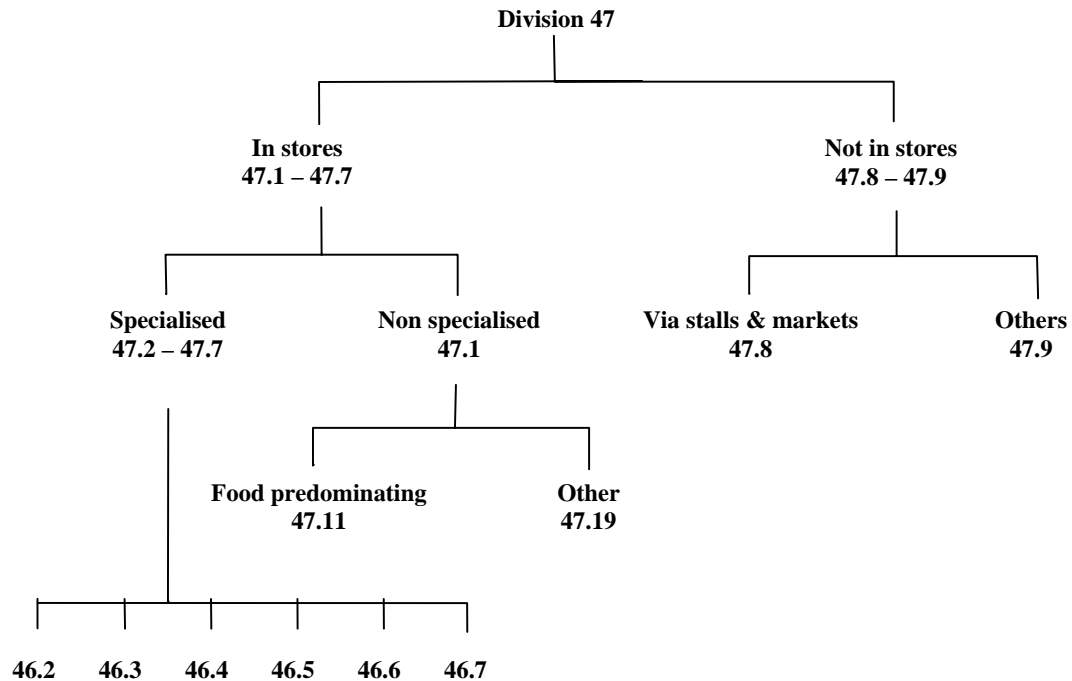 Division 47
In stores
47.1 – 47.7
Not in stores
47.8 – 47.9
Specialised
47.2 – 47.7
Non specialised
47.1
Via stalls & markets
47.8
Others
47.9
Food predominating
47.11
Other
47.19
46.2 46.3 46.4 46.5 46.6 46.7